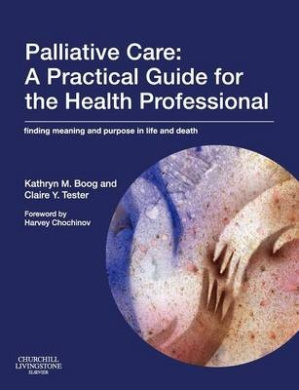 Palliative Care:
A Practical Guide for
the Health Professional
finding meaning and purpose in life and death
Kathryn M. Boog and
Claire Y. Tester
Foreword by
Harvey Chochinov
CHURCHILL
LIVINGSTONE
ELSEVIER